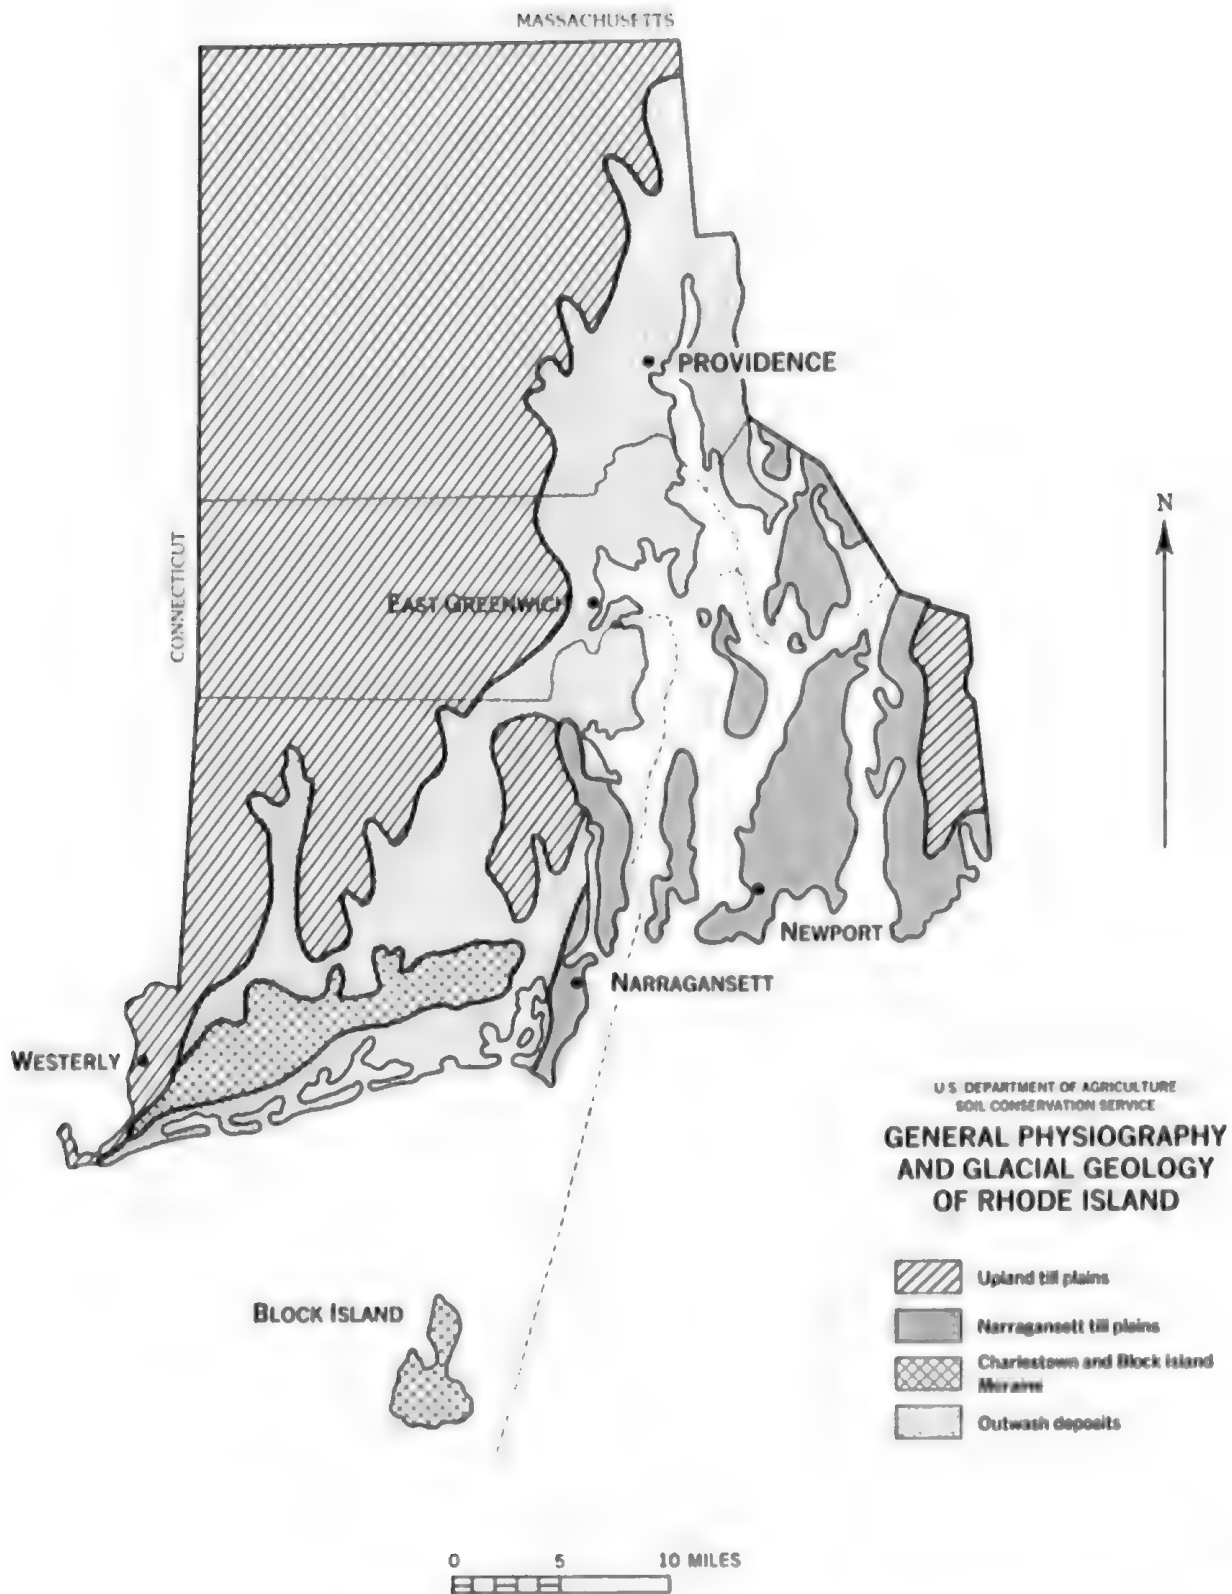 MASSACHUSETTS
PROVIDENCE
N
CONNECTICUT
EAST GREENWICH
NEWPORT
NARRAGANSETT
WESTERLY
U S DEPARTMENT OF AGRICULTURE
SOIL CONSERVATION SERVICE
GENERAL PHYSIOGRAPHY
AND GLACIAL GEOLOGY
OF RHODE ISLAND
Upland till plains
BLOCK ISLAND
Narragansett till plains
Charlestown and Block Island
Moraine
Outwash deposits
0 5 10 MILES